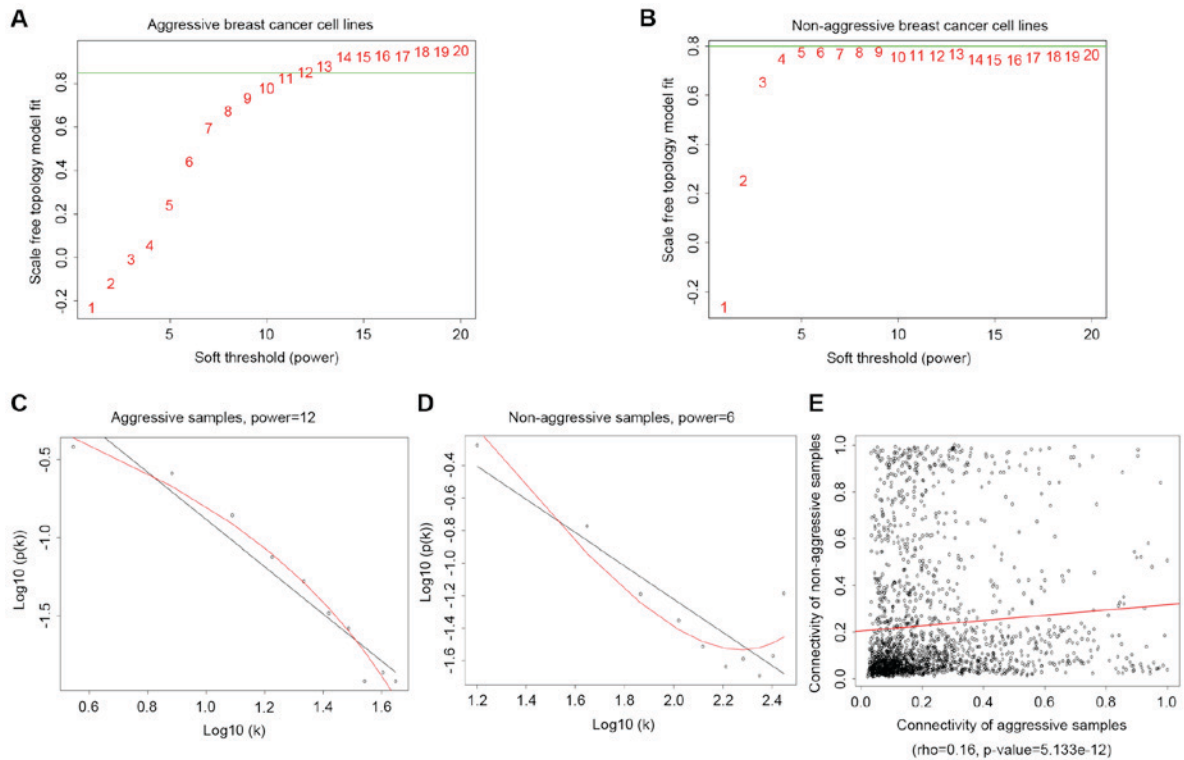 A
Aggressive breast cancer cell lines
Scale free topology model fit
0.8
0.4
0.0
-0.2
1 2 3 4 5 6 7 8 9 10 11 12 13 14 15 16 17 18 19 20
5 10 15 20
Soft threshold (power)
B
Non-aggressive breast cancer cell lines
Scale free topology model fit
0.8
0.6
0.4
0.2
0.0
-0.2
1 2 3 4 5 6 7 8 9 10 11 12 13 14 15 16 17 18 19 20
5 10 15 20
Soft threshold (power)
C
Aggressive samples, power=12
Log10 (p(k))
-0.5
-1.0
-1.5
0.6 0.8 1.0 1.2 1.4 1.6
Log10 (k)
D
Non-aggressive samples, power=6
Log10 (p(k))
-0.4
-0.6
-0.8
-1.0
-1.2
-1.4
-1.6
1.2 1.4 1.6 1.8 2.0 2.2 2.4
Log10 (k)
E
Connectivity of non-aggressive samples
1.0
0.8
0.6
0.4
0.2
0.0
0.0 0.2 0.4 0.6 0.8 1.0
Connectivity of aggressive samples
(rho=0.16, p-value=5.133e-12)